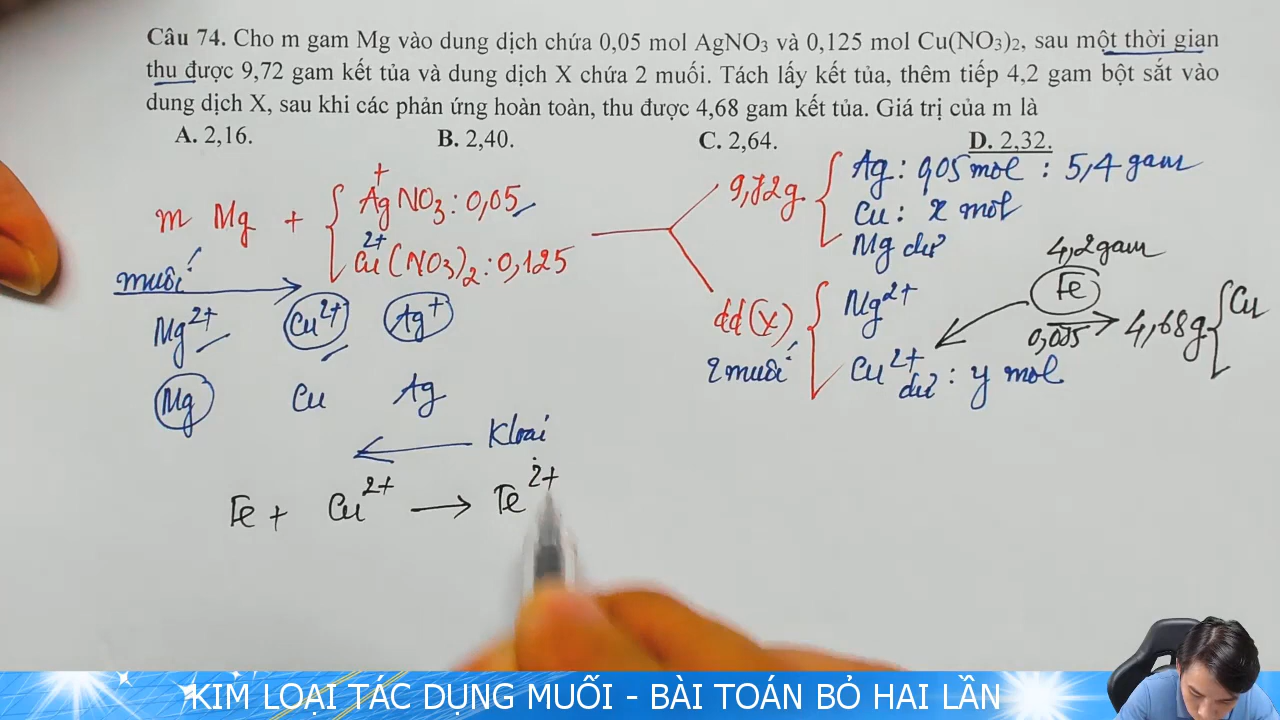 Câu 74. Cho m gam Mg vào dung dịch chứa 0,05 mol AgNO3 và 0,125 mol Cu(NO3)2, sau một thời gian
thu được 9,72 gam kết tủa và dung dịch X chứa 2 muối. Tách lấy kết tủa, thêm tiếp 4,2 gam bột sắt vào
dung dịch X, sau khi các phản ứng hoàn toàn, thu được 4,68 gam kết tủa. Giá trị của m là
A. 2,16. B. 2,40. C. 2,64. D. 2,32.
m Mg + { Ag+NO3 : 0,05
Cu2+(NO3)2 : 0,125
9,72g { Ag : 0,05 mol : 5,4 gam
Cu : x mol
Mg dư
dd(X) { Mg2+
2 muối Cu2+ dư : y mol
4,2 gam
Fe
0,075
4,68g { Cu
muối
Mg2+ Cu2+ Ag+
Mg Cu Ag
Kloại
Fe + Cu2+ → Fe2+
KIM LOẠI TÁC DỤNG MUỐI - BÀI TOÁN BỎ HAI LẦN